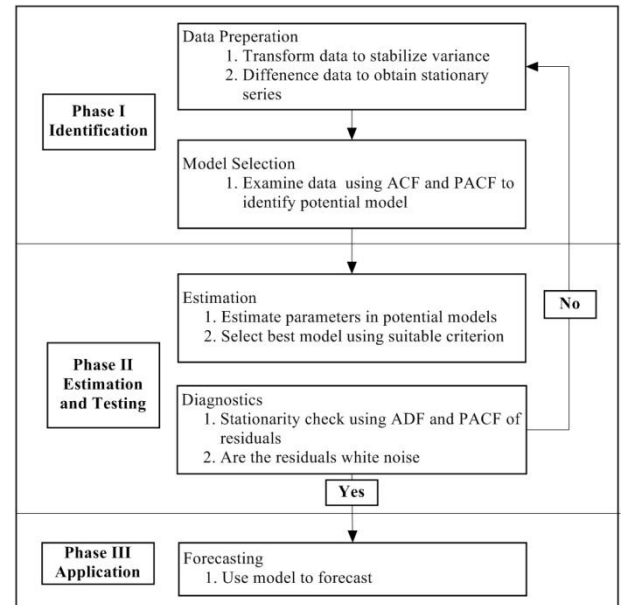 Data Preperation
1. Transform data to stabilize variance
2. Diffenence data to obtain stationary
series
Phase I
Identification
Model Selection
1. Examine data using ACF and PACF to
identify potential model
Estimation
1. Estimate parameters in potential models
2. Select best model using suitable criterion
No
Phase II
Estimation
and Testing
Diagnostics
1. Stationarity check using ADF and PACF of
residuals
2. Are the residuals white noise
Yes
Phase III
Application
Forecasting
1. Use model to forecast